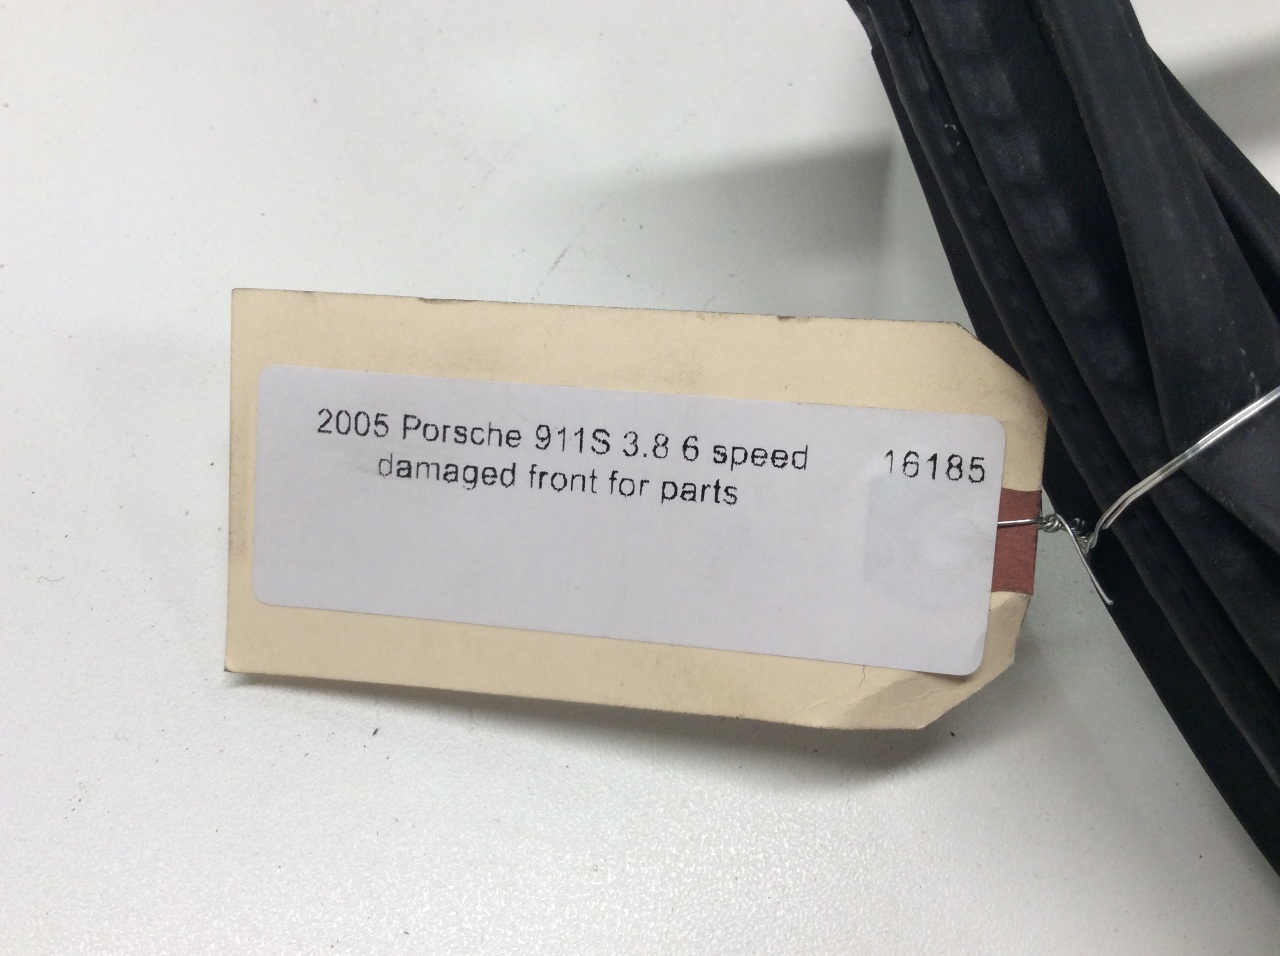 2005 Porsche 911S 3.8 6 speed 16185
damaged front for parts